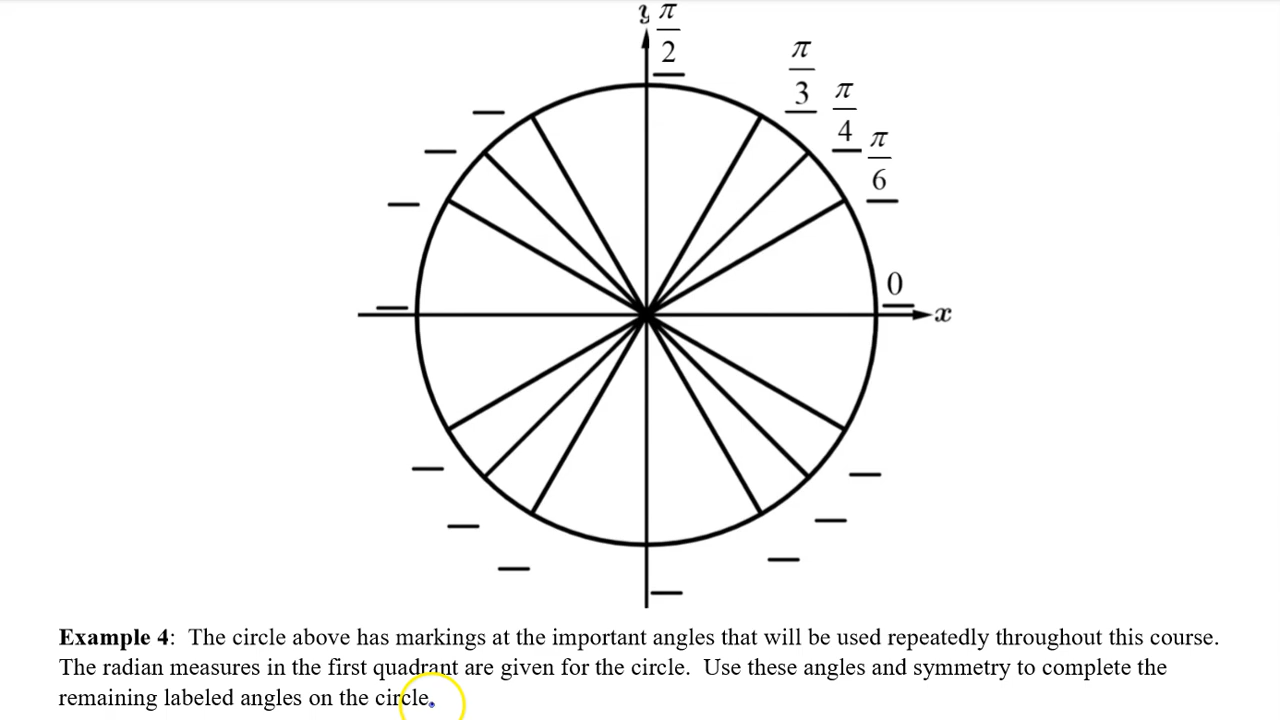 y
π/2
π/3
π/4
π/6
0
x
Example 4: The circle above has markings at the important angles that will be used repeatedly throughout this course.
The radian measures in the first quadrant are given for the circle. Use these angles and symmetry to complete the
remaining labeled angles on the circle.